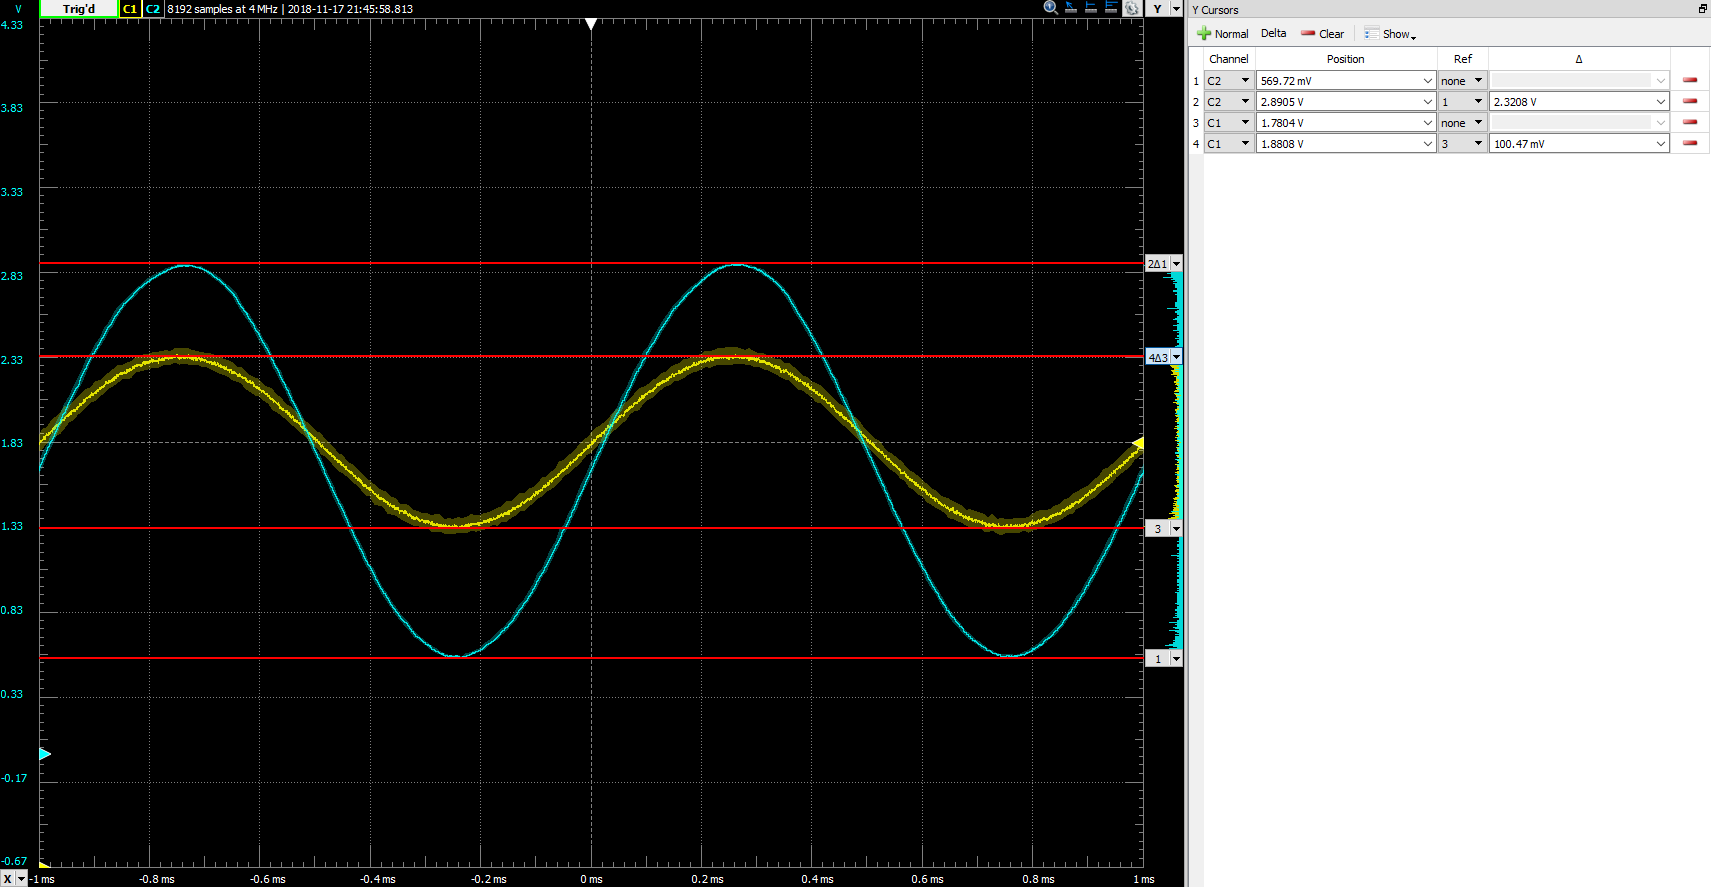 V Trig'd C1 C2 8192 samples at 4 MHz | 2018-11-17 21:45:58.813 Y
4.33
3.83
3.33
2.83
2.33
1.83
1.33
0.83
0.33
-0.17
-0.67
2Δ1
4Δ3
3
1
X -1 ms -0.8 ms -0.6 ms -0.4 ms -0.2 ms 0 ms 0.2 ms 0.4 ms 0.6 ms 0.8 ms 1 ms
Y Cursors
Normal Delta Clear Show
Channel Position Ref Δ
1 C2 569.72 mV none
2 C2 2.8905 V 1 2.3208 V
3 C1 1.7804 V none
4 C1 1.8808 V 3 100.47 mV